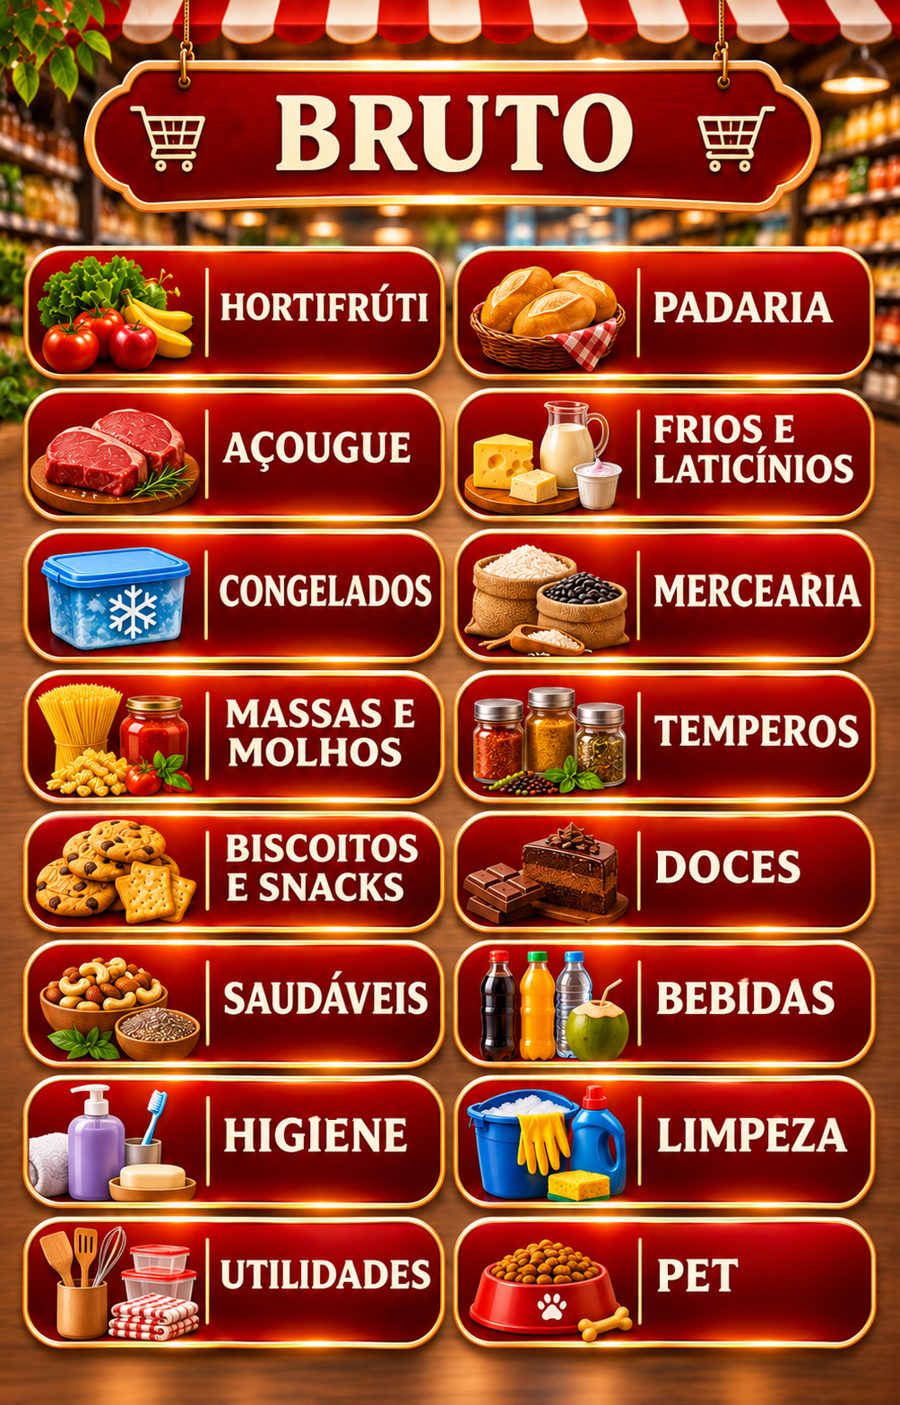 BRUTO
HORTIFRÚTI
PADARIA
AÇOUGUE
FRIOS E
LATICÍNIOS
CONGELADOS
MERCEARIA
MASSAS E
MOLHOS
TEMPEROS
BISCOITOS
E SNACKS
DOCES
SAUDÁVEIS
BEBIDAS
HIGIENE
LIMPEZA
UTILIDADES
PET